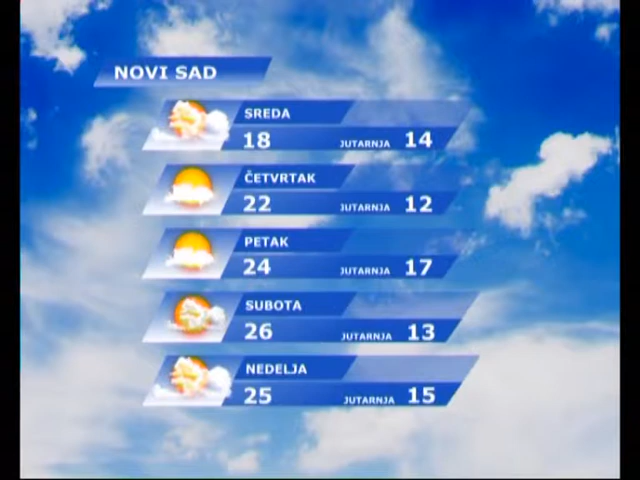 NOVI SAD
SREDA
18 JUTARNJA 14
ČETVRTAK
22 JUTARNJA 12
PETAK
24 JUTARNJA 17
SUBOTA
26 JUTARNJA 13
NEDELJA
25 JUTARNJA 15